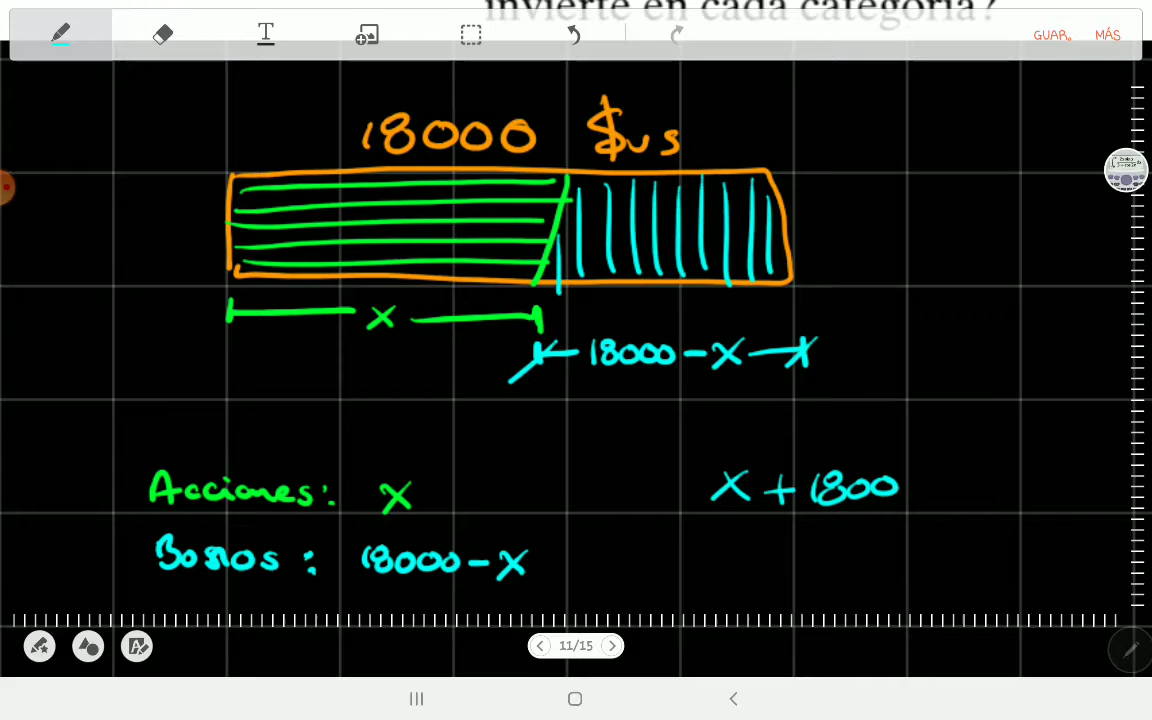 invierte en cada categoría?
T
GUAR.
MÁS
18000 $us
x
18000 - x
Acciones: x
x + 1800
Bonos: 18000 - x
11/15